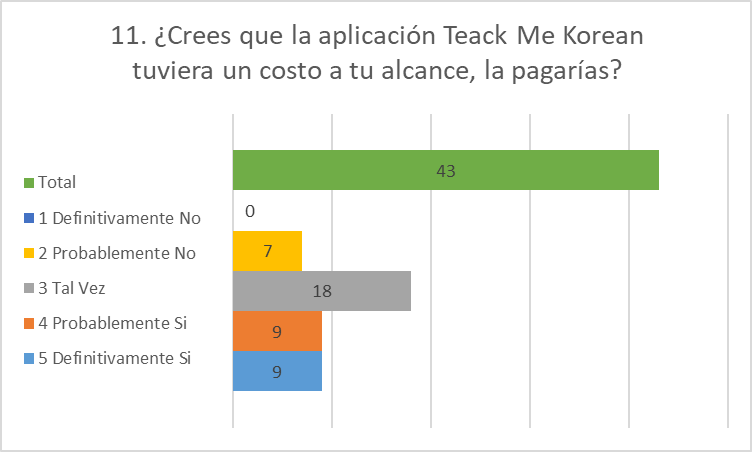 11. ¿Crees que la aplicación Teack Me Korean
tuviera un costo a tu alcance, la pagarías?
Total
43
1 Definitivamente No
0
2 Probablemente No
7
3 Tal Vez
18
4 Probablemente Si
9
5 Definitivamente Si
9